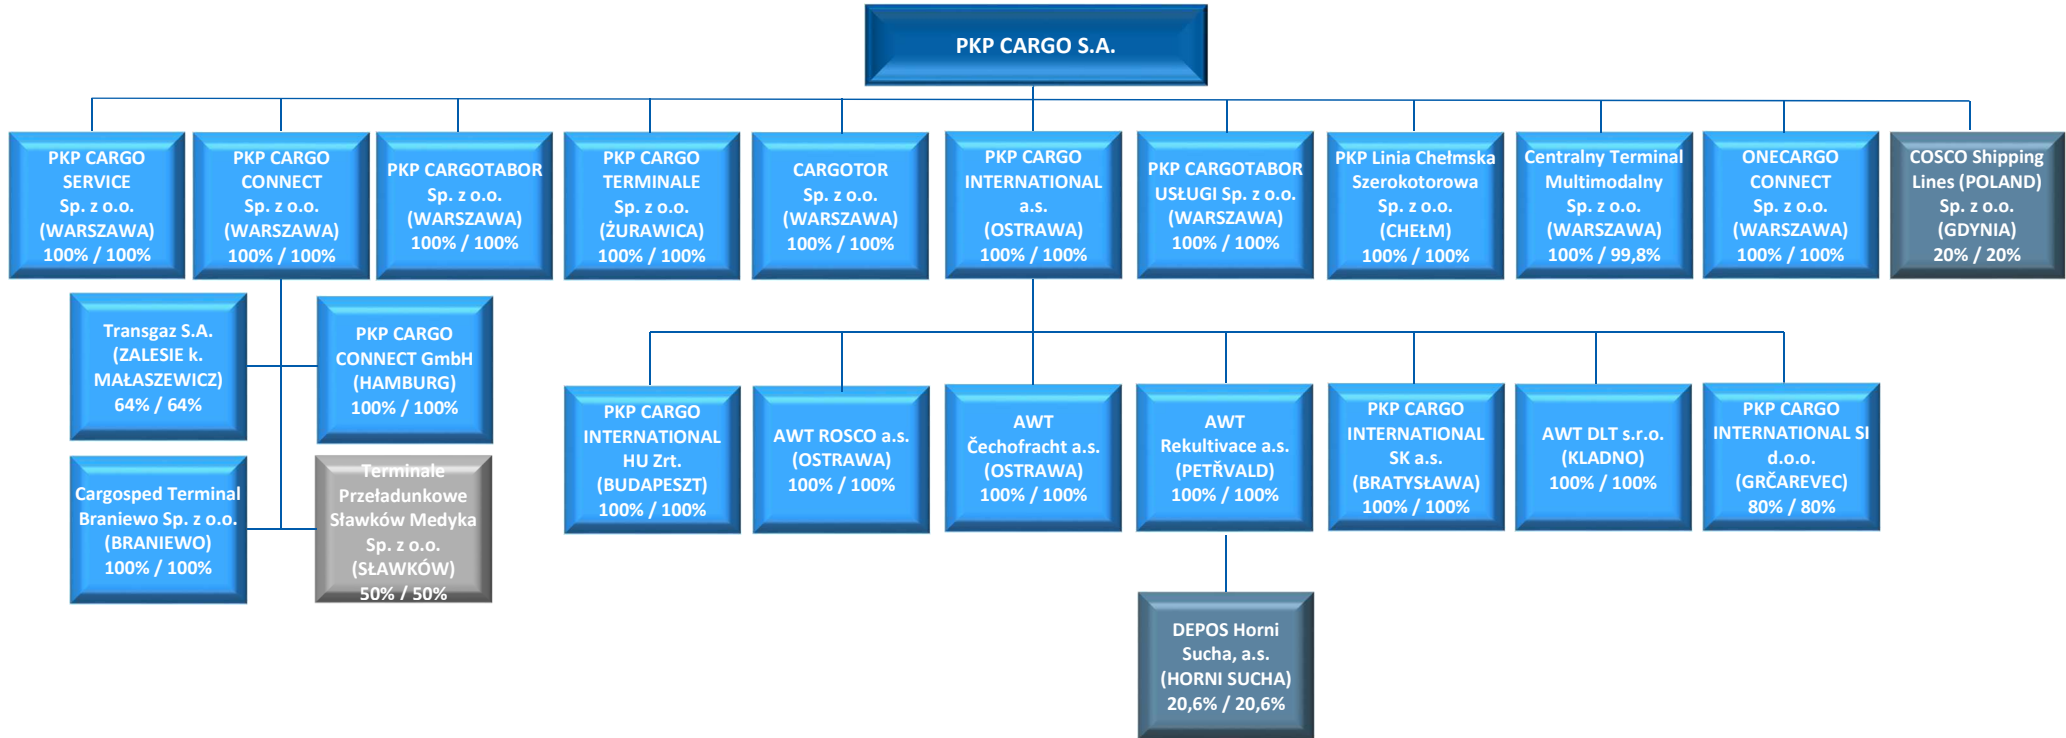 PKP CARGO S.A.
PKP CARGO
SERVICE
Sp. z o.o.
(WARSZAWA)
100% / 100%
PKP CARGO
CONNECT
Sp. z o.o.
(WARSZAWA)
100% / 100%
PKP CARGOTABOR
Sp. z o.o.
(WARSZAWA)
100% / 100%
PKP CARGO
TERMINALE
Sp. z o.o.
(ŻURAWICA)
100% / 100%
CARGOTOR
Sp. z o.o.
(WARSZAWA)
100% / 100%
PKP CARGO
INTERNATIONAL
a.s.
(OSTRAWA)
100% / 100%
PKP CARGOTABOR
USŁUGI Sp. z o.o.
(WARSZAWA)
100% / 100%
PKP Linia Chełmska
Szerokotorowa
Sp. z o.o.
(CHEŁM)
100% / 100%
Centralny Terminal
Multimodalny
Sp. z o.o.
(WARSZAWA)
100% / 99,8%
ONECARGO
CONNECT
Sp. z o.o.
(WARSZAWA)
100% / 100%
COSCO Shipping
Lines (POLAND)
Sp. z o.o.
(GDYNIA)
20% / 20%
Transgaz S.A.
(ZALESIE k.
MAŁASZEWICZ)
64% / 64%
PKP CARGO
CONNECT GmbH
(HAMBURG)
100% / 100%
Cargosped Terminal
Braniewo Sp. z o.o.
(BRANIEWO)
100% / 100%
Terminale
Przeładunkowe
Sławków Medyka
Sp. z o.o.
(SŁAWKÓW)
50% / 50%
PKP CARGO
INTERNATIONAL
HU Zrt.
(BUDAPESZT)
100% / 100%
AWT ROSCO a.s.
(OSTRAWA)
100% / 100%
AWT
Čechofracht a.s.
(OSTRAWA)
100% / 100%
AWT
Rekultivace a.s.
(PETŘVALD)
100% / 100%
PKP CARGO
INTERNATIONAL
SK a.s.
(BRATYSŁAWA)
100% / 100%
AWT DLT s.r.o.
(KLADNO)
100% / 100%
PKP CARGO
INTERNATIONAL SI
d.o.o.
(GRČAREVEC)
80% / 80%
DEPOS Horni
Sucha, a.s.
(HORNI SUCHA)
20,6% / 20,6%